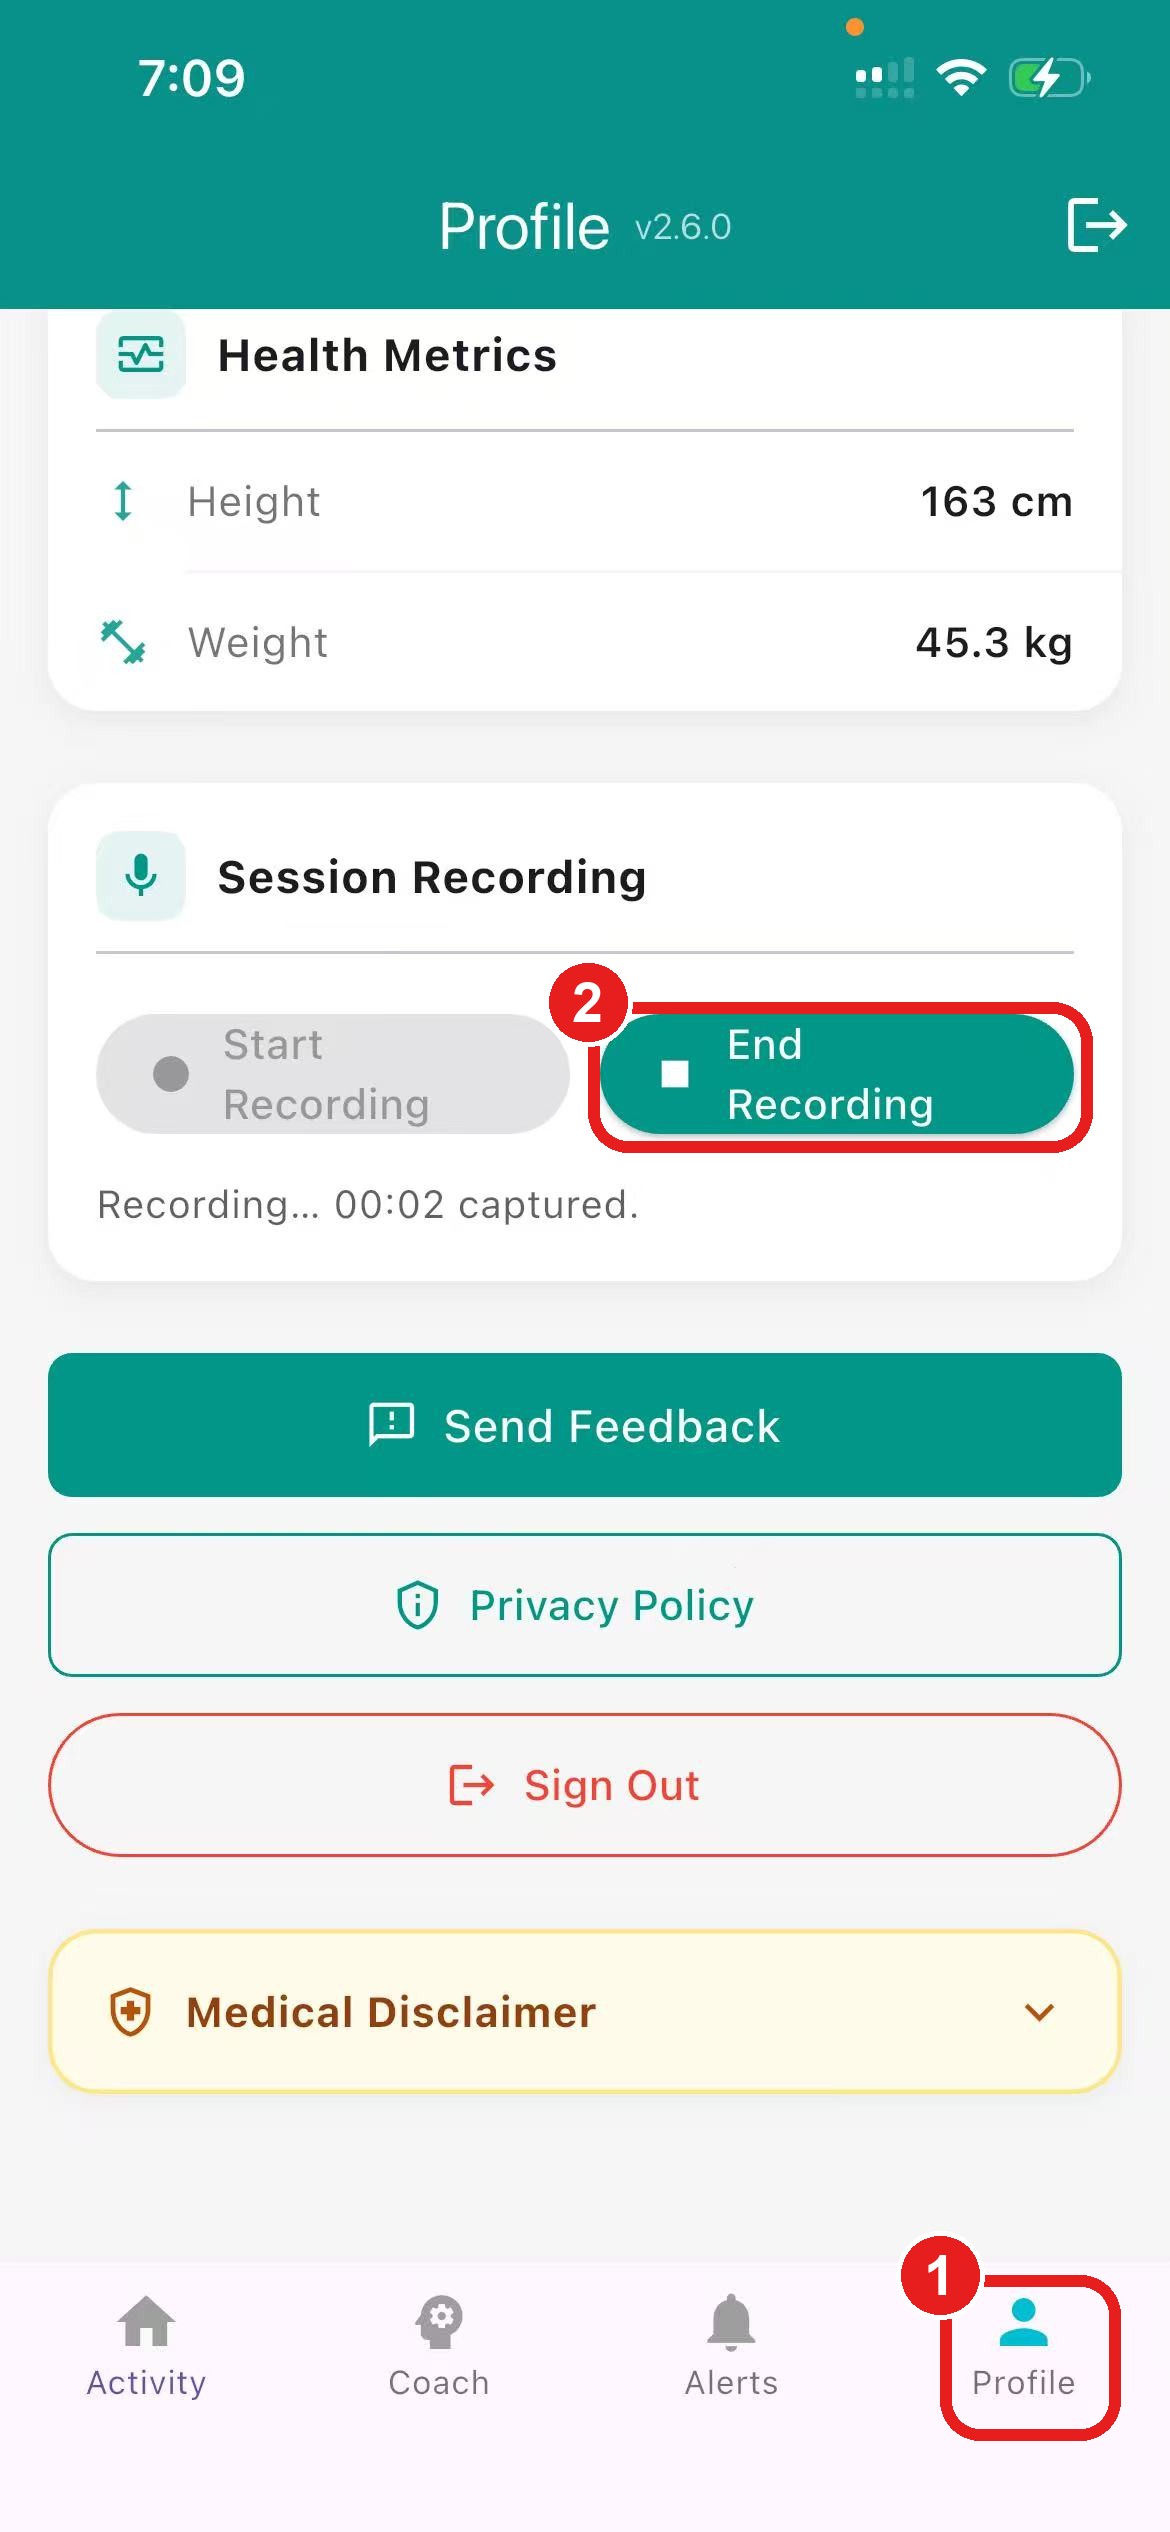 7:09
Profile v2.6.0
Health Metrics
Height 163 cm
Weight 45.3 kg
Session Recording
2
Start
Recording
End
Recording
Recording... 00:02 captured.
Send Feedback
Privacy Policy
Sign Out
Medical Disclaimer
1
Activity Coach Alerts Profile